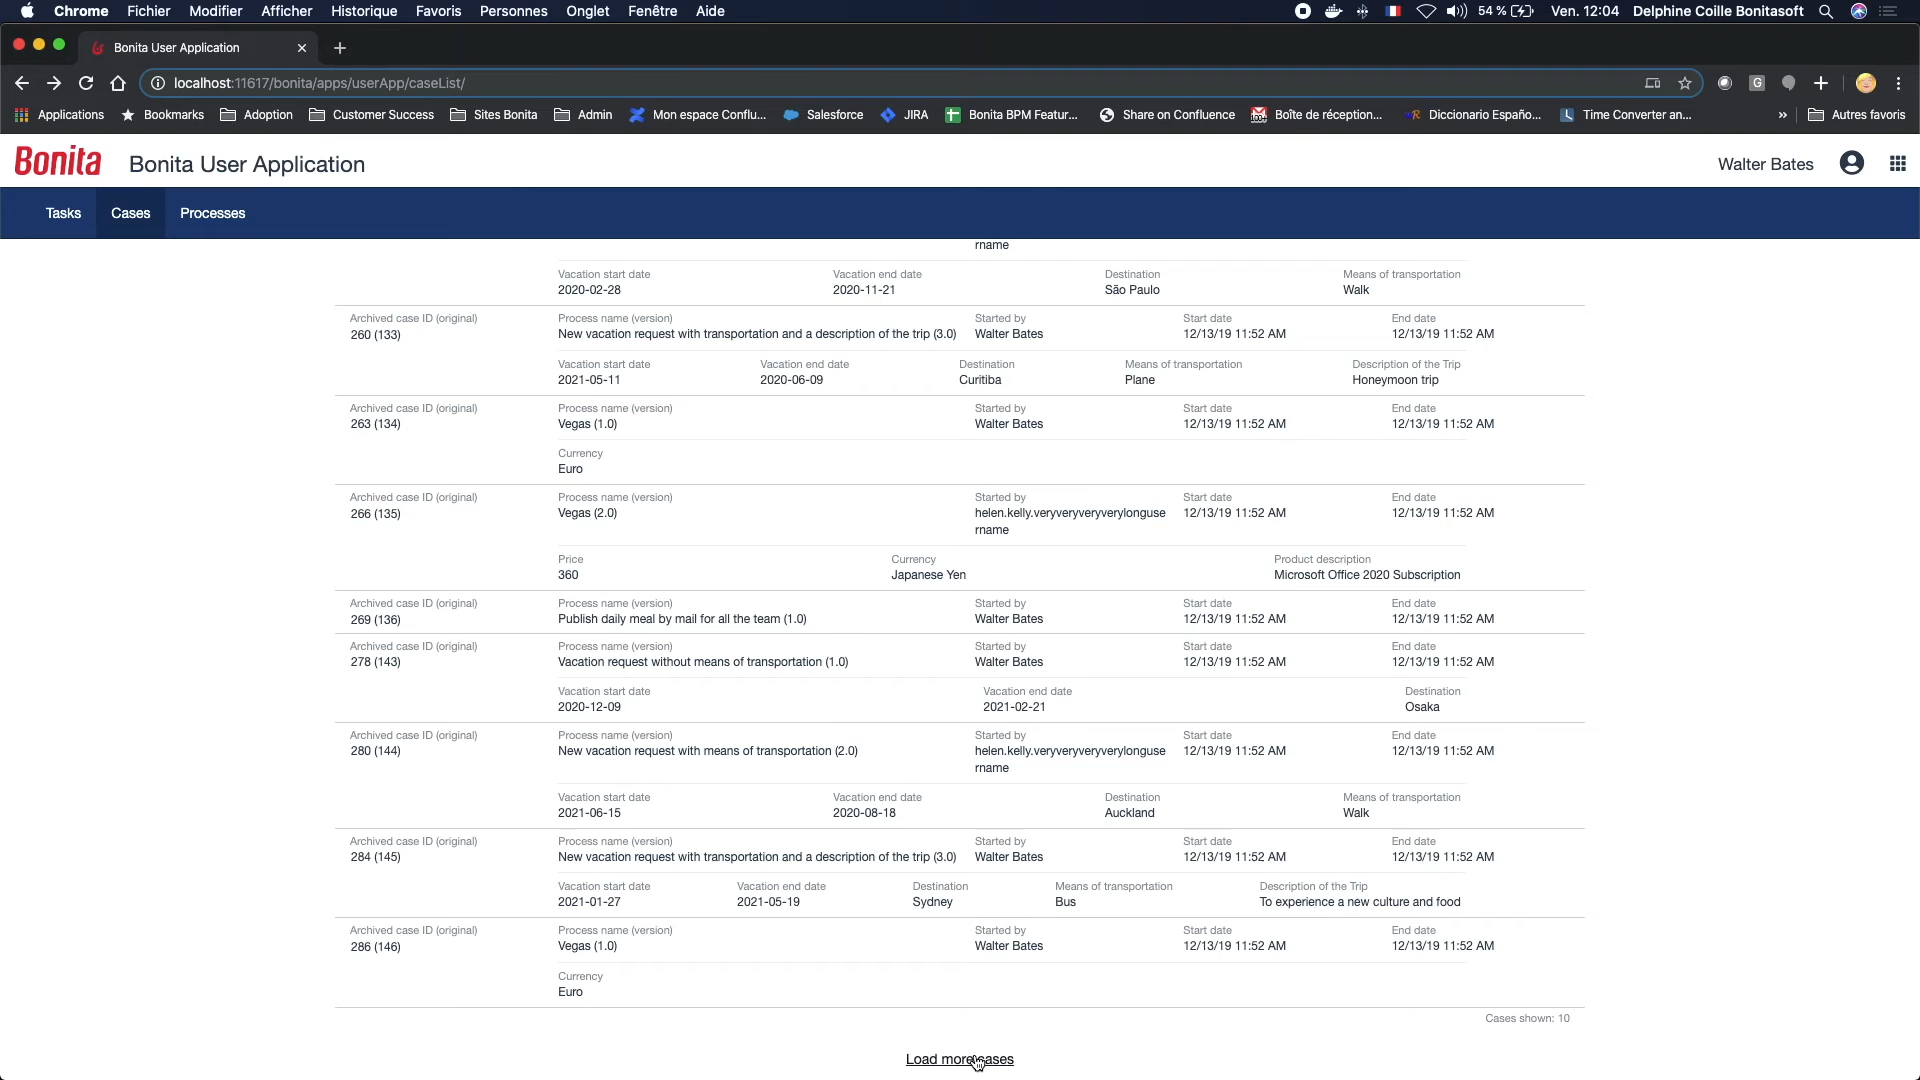 Chrome Fichier Modifier Afficher Historique Favoris Personnes Onglet Fenêtre Aide 54 % Ven. 12:04 Delphine Coille Bonitasoft
Bonita User Application
localhost:11617/bonita/apps/userApp/caseList/
Applications Bookmarks Adoption Customer Success Sites Bonita Admin Mon espace Conflu... Salesforce JIRA Bonita BPM Featur... Share on Confluence Boîte de réception... Diccionario Españo... Time Converter an... » Autres favoris
Bonita Bonita User Application Walter Bates
Tasks Cases Processes
rname
Vacation start date Vacation end date Destination Means of transportation
2020-02-28 2020-11-21 São Paulo Walk
Archived case ID (original) Process name (version) Started by Start date End date
260 (133) New vacation request with transportation and a description of the trip (3.0) Walter Bates 12/13/19 11:52 AM 12/13/19 11:52 AM
Vacation start date Vacation end date Destination Means of transportation Description of the Trip
2021-05-11 2020-06-09 Curitiba Plane Honeymoon trip
Archived case ID (original) Process name (version) Started by Start date End date
263 (134) Vegas (1.0) Walter Bates 12/13/19 11:52 AM 12/13/19 11:52 AM
Currency
Euro
Archived case ID (original) Process name (version) Started by Start date End date
266 (135) Vegas (2.0) helen.kelly.veryveryveryverylonguse 12/13/19 11:52 AM 12/13/19 11:52 AM
rname
Price Currency Product description
360 Japanese Yen Microsoft Office 2020 Subscription
Archived case ID (original) Process name (version) Started by Start date End date
269 (136) Publish daily meal by mail for all the team (1.0) Walter Bates 12/13/19 11:52 AM 12/13/19 11:52 AM
Archived case ID (original) Process name (version) Started by Start date End date
278 (143) Vacation request without means of transportation (1.0) Walter Bates 12/13/19 11:52 AM 12/13/19 11:52 AM
Vacation start date Vacation end date Destination
2020-12-09 2021-02-21 Osaka
Archived case ID (original) Process name (version) Started by Start date End date
280 (144) New vacation request with means of transportation (2.0) helen.kelly.veryveryveryverylonguse 12/13/19 11:52 AM 12/13/19 11:52 AM
rname
Vacation start date Vacation end date Destination Means of transportation
2021-06-15 2020-08-18 Auckland Walk
Archived case ID (original) Process name (version) Started by Start date End date
284 (145) New vacation request with transportation and a description of the trip (3.0) Walter Bates 12/13/19 11:52 AM 12/13/19 11:52 AM
Vacation start date Vacation end date Destination Means of transportation Description of the Trip
2021-01-27 2021-05-19 Sydney Bus To experience a new culture and food
Archived case ID (original) Process name (version) Started by Start date End date
286 (146) Vegas (1.0) Walter Bates 12/13/19 11:52 AM 12/13/19 11:52 AM
Currency
Euro
Cases shown: 10
Load more cases